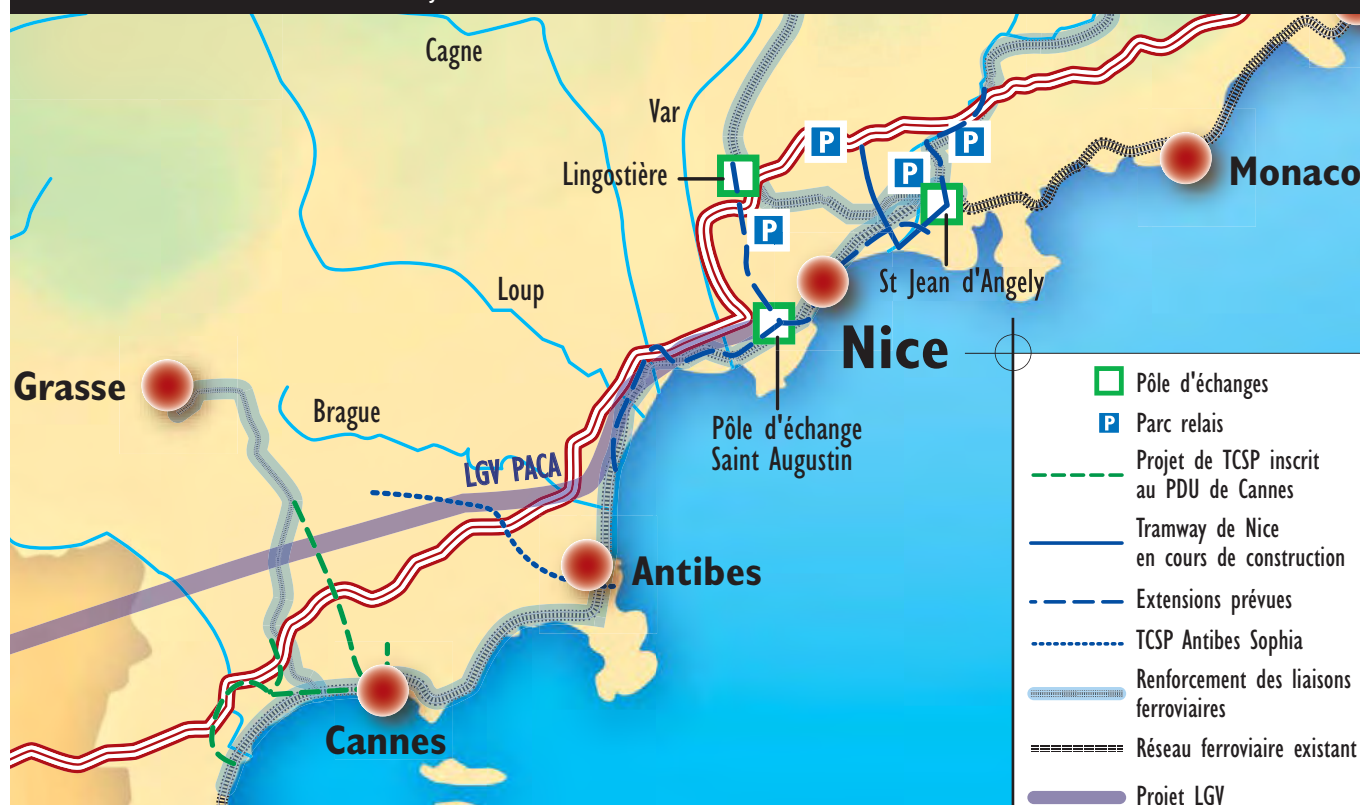 Cagne
Var
Lingostière
P
P
P
P
Monaco
St Jean d'Angely
Loup
Nice
Grasse
Brague
Pôle d'échange
Saint Augustin
LGV PACA
Antibes
Cannes
Pôle d'échanges
P Parc relais
Projet de TCSP inscrit
au PDU de Cannes
Tramway de Nice
en cours de construction
Extensions prévues
TCSP Antibes Sophia
Renforcement des liaisons
ferroviaires
Réseau ferroviaire existant
Projet LGV